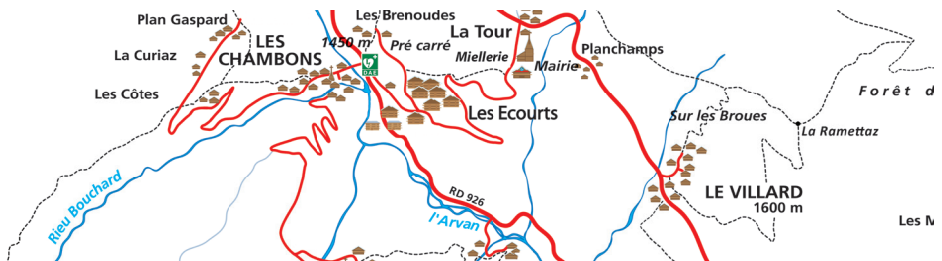 Plan Gaspard
Les Brenoudes
La Tour
1450 m
Pré carré
LES
CHAMBONS
La Curiaz
Miellerie
Mairie
Planchamps
DAE
Les Côtes
Les Ecourts
Forêt d
Sur les Broues
La Ramettaz
Rieu Bouchard
RD 926
l'Arvan
LE VILLARD
1600 m
Les M